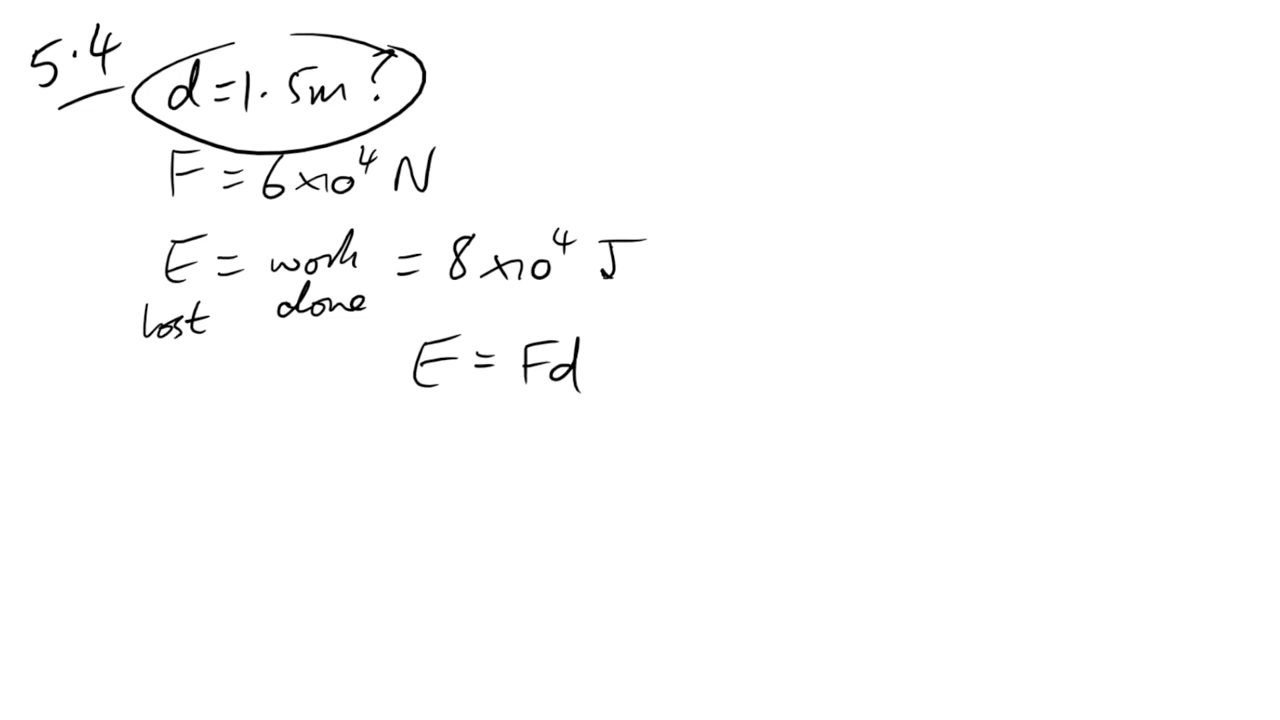 5.4
d = 1.5m ?
F = 6×10⁴ N
E = work = 8×10⁴ J
lost done
E = Fd